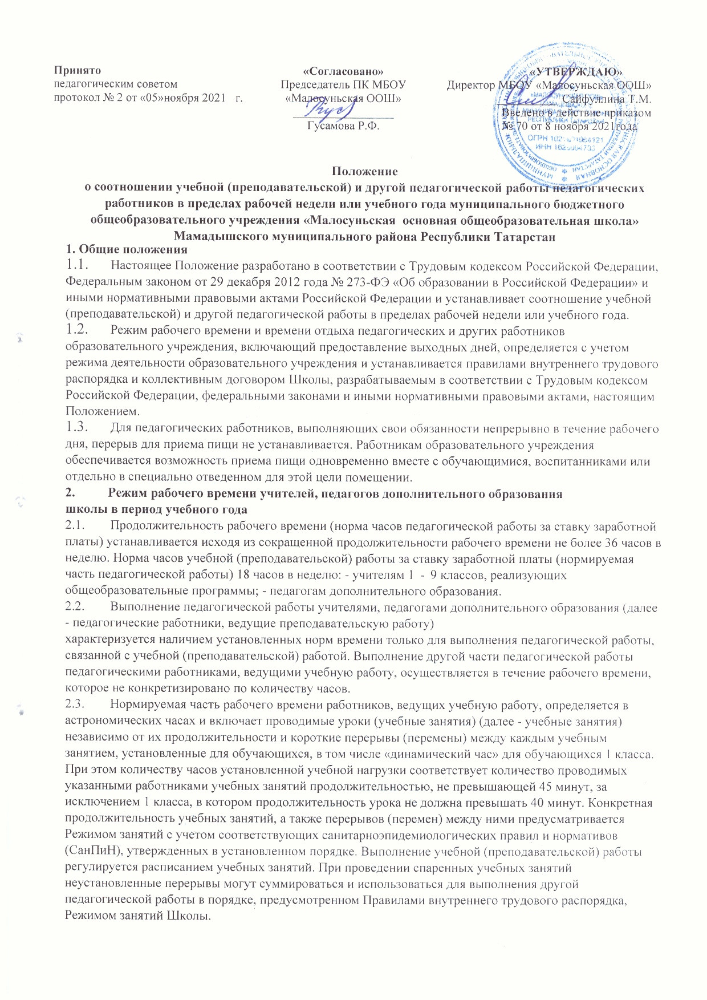 Принято
педагогическим советом
протокол № 2 от «05»ноября 2021 г.
«Согласовано»
Председатель ПК МБОУ
«Малосуньская ООШ»
Гусамова Р.Ф.
«УТВЕРЖДАЮ»
Директор МБОУ «Малосуньская ООШ»
Сайфуллина Т.М.
Введено в действие приказом
№ 70 от 8 ноября 2021года
Положение
о соотношении учебной (преподавательской) и другой педагогической работы педагогических
работников в пределах рабочей недели или учебного года муниципального бюджетного
общеобразовательного учреждения «Малосуньская основная общеобразовательная школа»
Мамадышского муниципального района Республики Татарстан
1. Общие положения
1.1. Настоящее Положение разработано в соответствии с Трудовым кодексом Российской Федерации,
Федеральным законом от 29 декабря 2012 года № 273-ФЭ «Об образовании в Российской Федерации» и
иными нормативными правовыми актами Российской Федерации и устанавливает соотношение учебной
(преподавательской) и другой педагогической работы в пределах рабочей недели или учебного года.
1.2. Режим рабочего времени и времени отдыха педагогических и других работников
образовательного учреждения, включающий предоставление выходных дней, определяется с учетом
режима деятельности образовательного учреждения и устанавливается правилами внутреннего трудового
распорядка и коллективным договором Школы, разрабатываемым в соответствии с Трудовым кодексом
Российской Федерации, федеральными законами и иными нормативными правовыми актами, настоящим
Положением.
1.3. Для педагогических работников, выполняющих свои обязанности непрерывно в течение рабочего
дня, перерыв для приема пищи не устанавливается. Работникам образовательного учреждения
обеспечивается возможность приема пищи одновременно вместе с обучающимися, воспитанниками или
отдельно в специально отведенном для этой цели помещении.
2. Режим рабочего времени учителей, педагогов дополнительного образования
школы в период учебного года
2.1. Продолжительность рабочего времени (норма часов педагогической работы за ставку заработной
платы) устанавливается исходя из сокращенной продолжительности рабочего времени не более 36 часов в
неделю. Норма часов учебной (преподавательской) работы за ставку заработной платы (нормируемая
часть педагогической работы) 18 часов в неделю: - учителям 1 - 9 классов, реализующих
общеобразовательные программы; - педагогам дополнительного образования.
2.2. Выполнение педагогической работы учителями, педагогами дополнительного образования (далее
- педагогические работники, ведущие преподавательскую работу)
характеризуется наличием установленных норм времени только для выполнения педагогической работы,
связанной с учебной (преподавательской) работой. Выполнение другой части педагогической работы
педагогическими работниками, ведущими учебную работу, осуществляется в течение рабочего времени,
которое не конкретизировано по количеству часов.
2.3. Нормируемая часть рабочего времени работников, ведущих учебную работу, определяется в
астрономических часах и включает проводимые уроки (учебные занятия) (далее - учебные занятия)
независимо от их продолжительности и короткие перерывы (перемены) между каждым учебным
занятием, установленные для обучающихся, в том числе «динамический час» для обучающихся 1 класса.
При этом количеству часов установленной учебной нагрузки соответствует количество проводимых
указанными работниками учебных занятий продолжительностью, не превышающей 45 минут, за
исключением 1 класса, в котором продолжительность урока не должна превышать 40 минут. Конкретная
продолжительность учебных занятий, а также перерывов (перемен) между ними предусматривается
Режимом занятий с учетом соответствующих санитарноэпидемиологических правил и нормативов
(СанПиН), утвержденных в установленном порядке. Выполнение учебной (преподавательской) работы
регулируется расписанием учебных занятий. При проведении спаренных учебных занятий
неустановленные перерывы могут суммироваться и использоваться для выполнения другой
педагогической работы в порядке, предусмотренном Правилами внутреннего трудового распорядка,
Режимом занятий Школы.